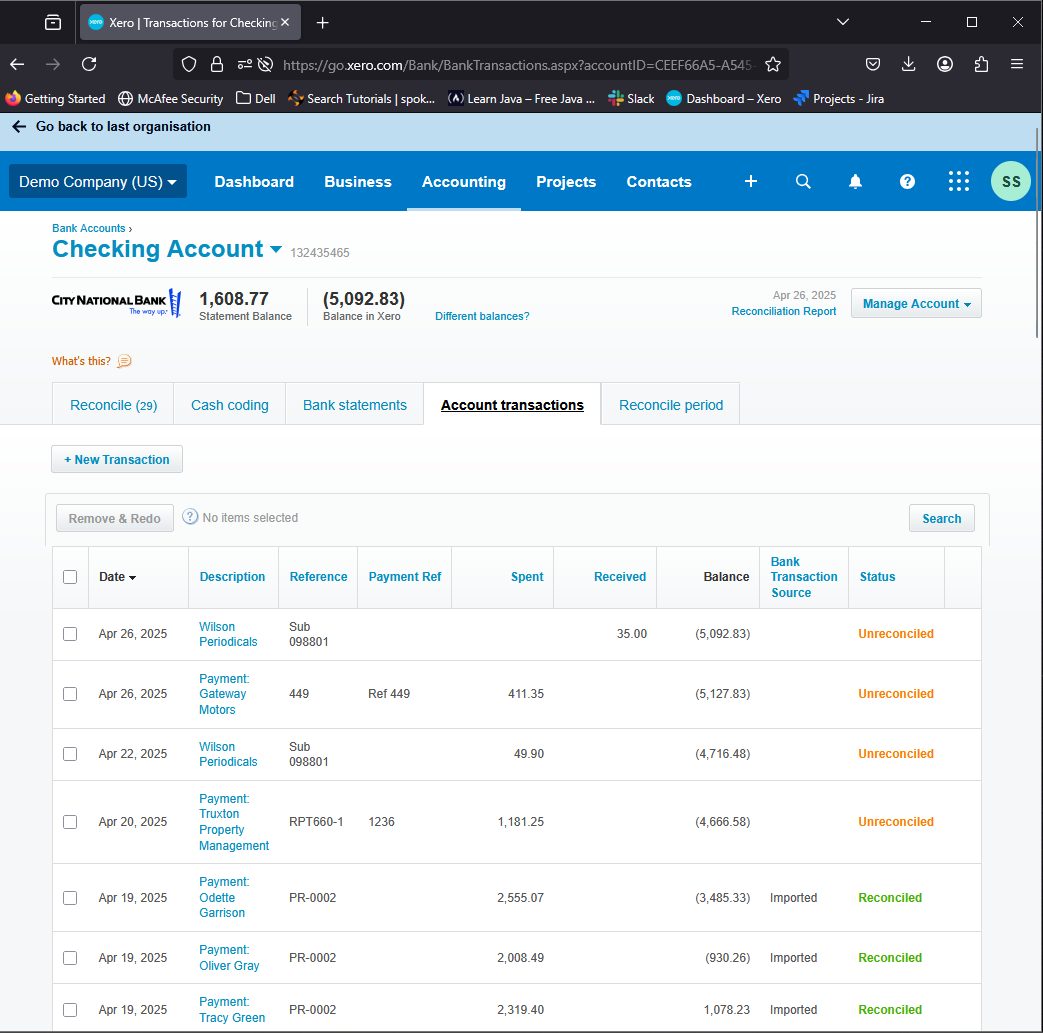 Xero | Transactions for Checking
https://go.xero.com/Bank/BankTransactions.aspx?accountID=CEEF66A5-A545-
Getting Started McAfee Security Dell Search Tutorials | spok... Learn Java – Free Java ... Slack Dashboard – Xero Projects - Jira
Go back to last organisation
Demo Company (US) Dashboard Business Accounting Projects Contacts SS
Bank Accounts ›
Checking Account 132435465
CITY NATIONAL BANK
The way up.
1,608.77
Statement Balance
(5,092.83)
Balance in Xero
Different balances?
Apr 26, 2025
Reconciliation Report
Manage Account
What's this?
Reconcile (29) Cash coding Bank statements Account transactions Reconcile period
+ New Transaction
Remove & Redo ? No items selected Search
Date Description Reference Payment Ref Spent Received Balance Bank Transaction Source Status
Apr 26, 2025 Wilson Periodicals Sub 098801 35.00 (5,092.83) Unreconciled
Apr 26, 2025 Payment: Gateway Motors 449 Ref 449 411.35 (5,127.83) Unreconciled
Apr 22, 2025 Wilson Periodicals Sub 098801 49.90 (4,716.48) Unreconciled
Apr 20, 2025 Payment: Truxton Property Management RPT660-1 1236 1,181.25 (4,666.58) Unreconciled
Apr 19, 2025 Payment: Odette Garrison PR-0002 2,555.07 (3,485.33) Imported Reconciled
Apr 19, 2025 Payment: Oliver Gray PR-0002 2,008.49 (930.26) Imported Reconciled
Apr 19, 2025 Payment: Tracy Green PR-0002 2,319.40 1,078.23 Imported Reconciled